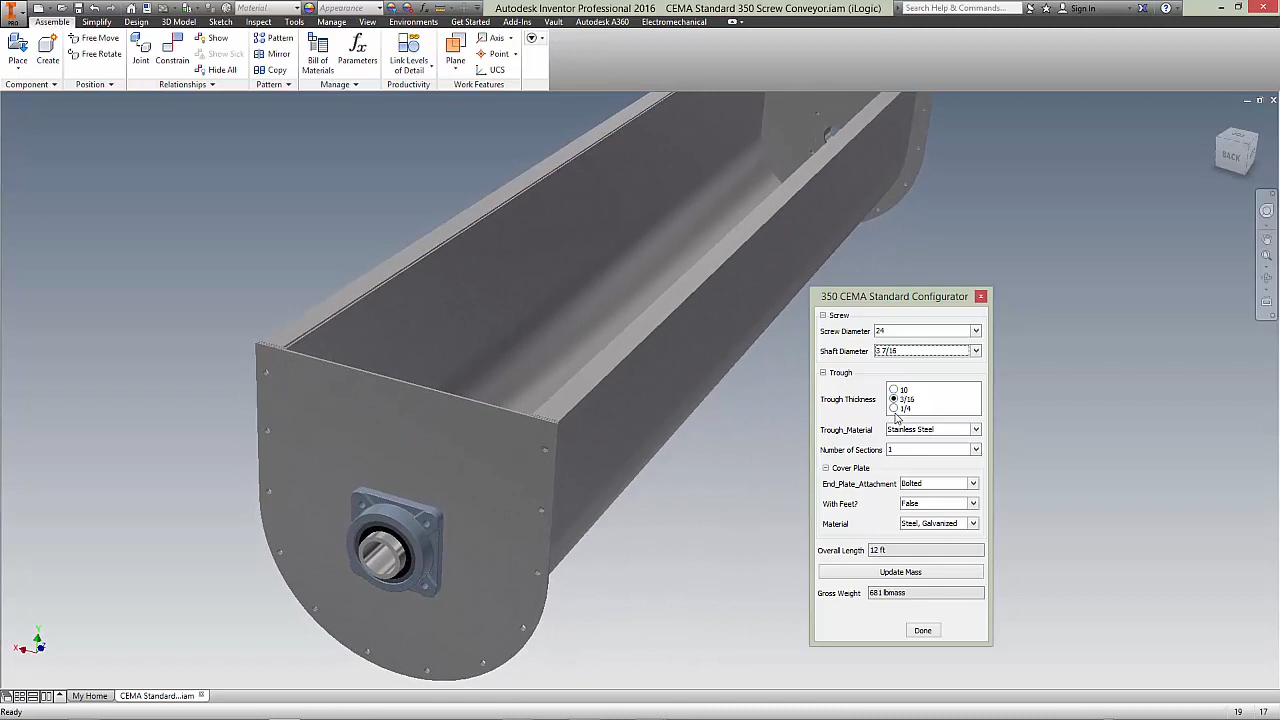 Material
Appearance
Autodesk Inventor Professional 2016
CEMA Standard 350 Screw Conveyor.iam (iLogic)
Search Help & Commands...
Sign In
PRO
Assemble
Simplify
Design
3D Model
Sketch
Inspect
Tools
Manage
View
Environments
Get Started
Add-Ins
Vault
Autodesk A360
Electromechanical
Place
Create
Free Move
Free Rotate
Joint
Constrain
Show
Show Sick
Hide All
Pattern
Mirror
Copy
Bill of
Materials
fx
Parameters
Link Levels
of Detail
Plane
Axis
Point
UCS
Component
Position
Relationships
Pattern
Manage
Productivity
Work Features
BACK
350 CEMA Standard Configurator
Screw
Screw Diameter 24
Shaft Diameter 3 7/16
Trough
Trough Thickness
10
3/16
1/4
Trough_Material Stainless Steel
Number of Sections 1
Cover Plate
End_Plate_Attachment Bolted
With Feet? False
Material Steel, Galvanized
Overall Length 12 ft
Update Mass
Gross Weight 681 lbmass
Done
Y
X
My Home
CEMA Standard...iam
Ready
19 17